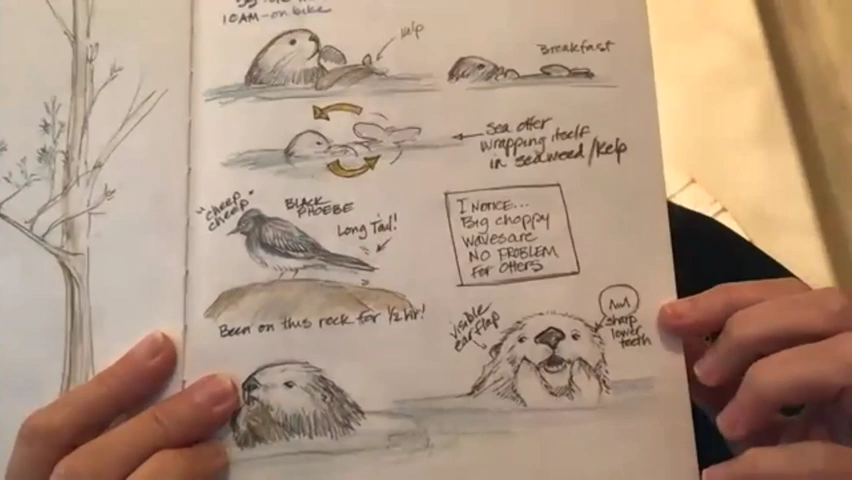 10AM-on bike
kelp
Breakfast
sea otter
wrapping itself
in seaweed/kelp
"cheep
cheep"
BLACK
PHOEBE
Long Tail!
I NOTICE...
Big choppy
waves are
NO PROBLEM
for otters
Been on this rock for 1/2 hr!
visible
ear flap
sharp
lower
teeth